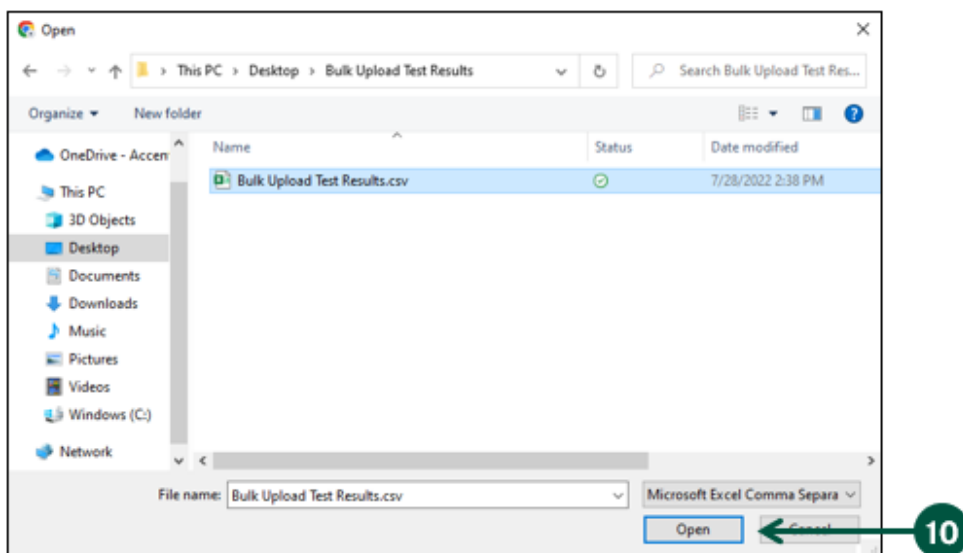 Open
This PC > Desktop > Bulk Upload Test Results
Search Bulk Upload Test Res...
Organize
New folder
Name
Status
Date modified
OneDrive - Accen
Bulk Upload Test Results.csv
7/28/2022 2:38 PM
This PC
3D Objects
Desktop
Documents
Downloads
Music
Pictures
Videos
Windows (C:)
Network
File name: Bulk Upload Test Results.csv
Microsoft Excel Comma Separa
Open
Cancel
10